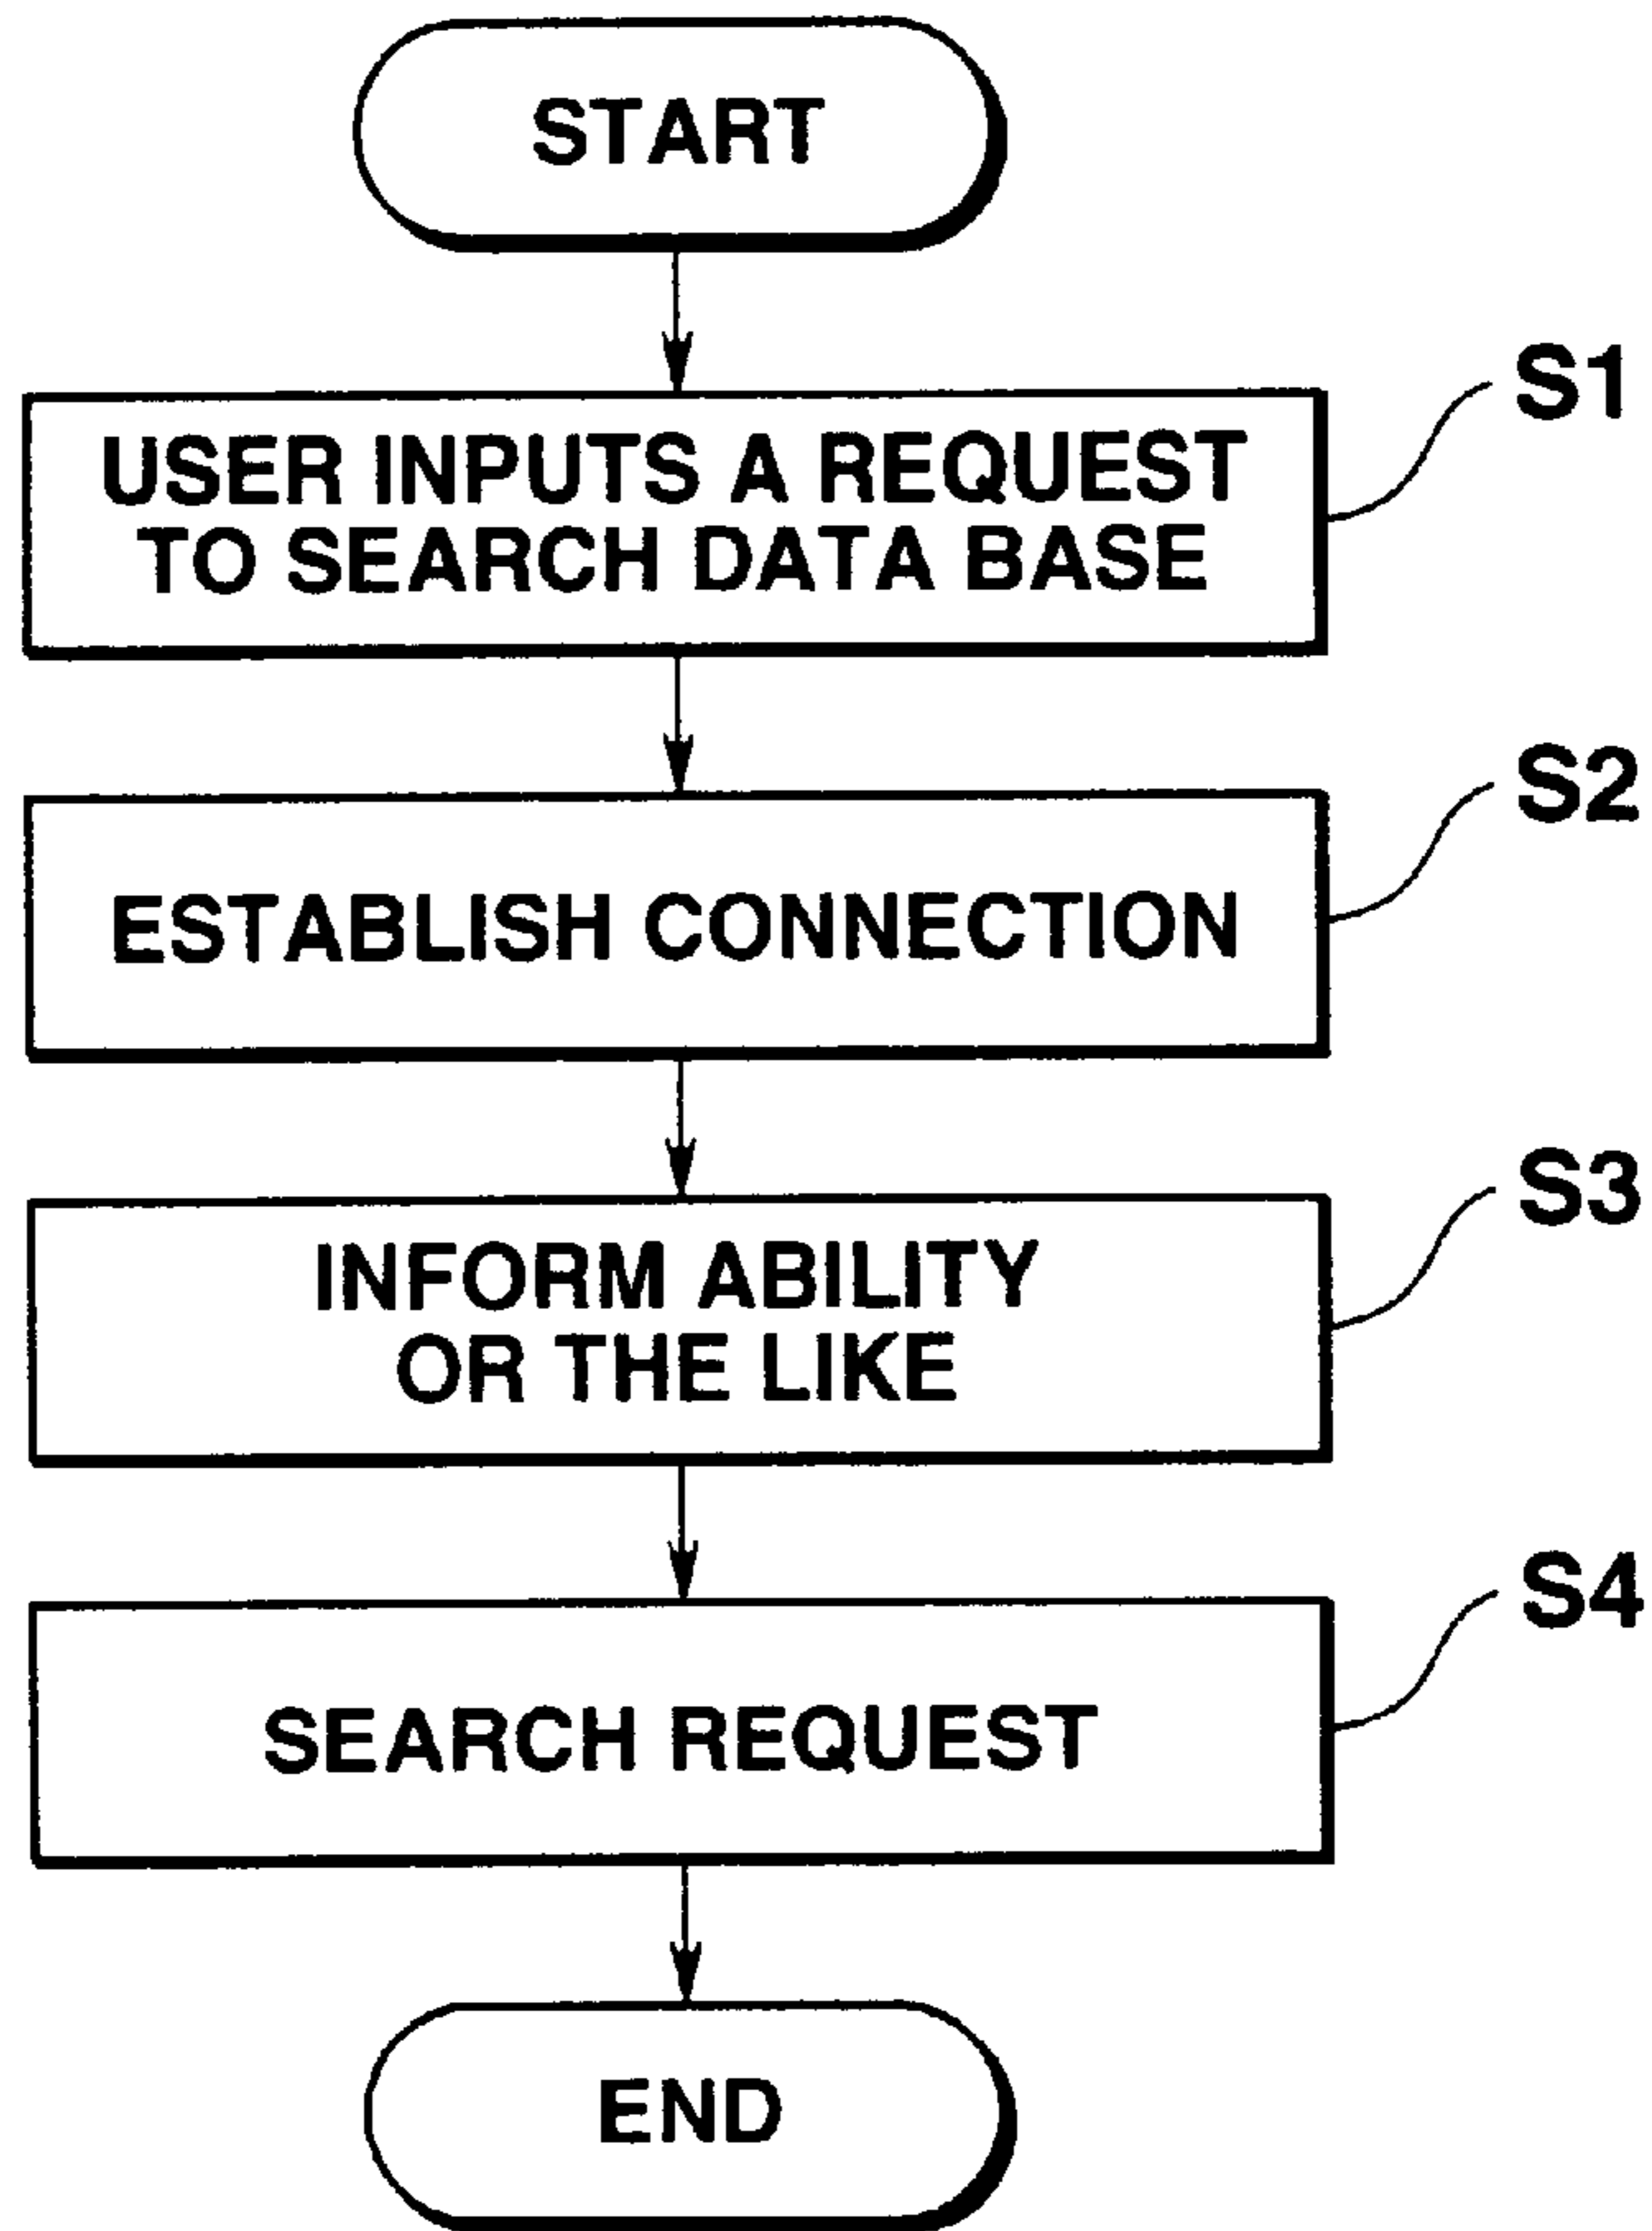 START
S1
USER INPUTS A REQUEST
TO SEARCH DATA BASE
S2
ESTABLISH CONNECTION
S3
INFORM ABILITY
OR THE LIKE
S4
SEARCH REQUEST
END